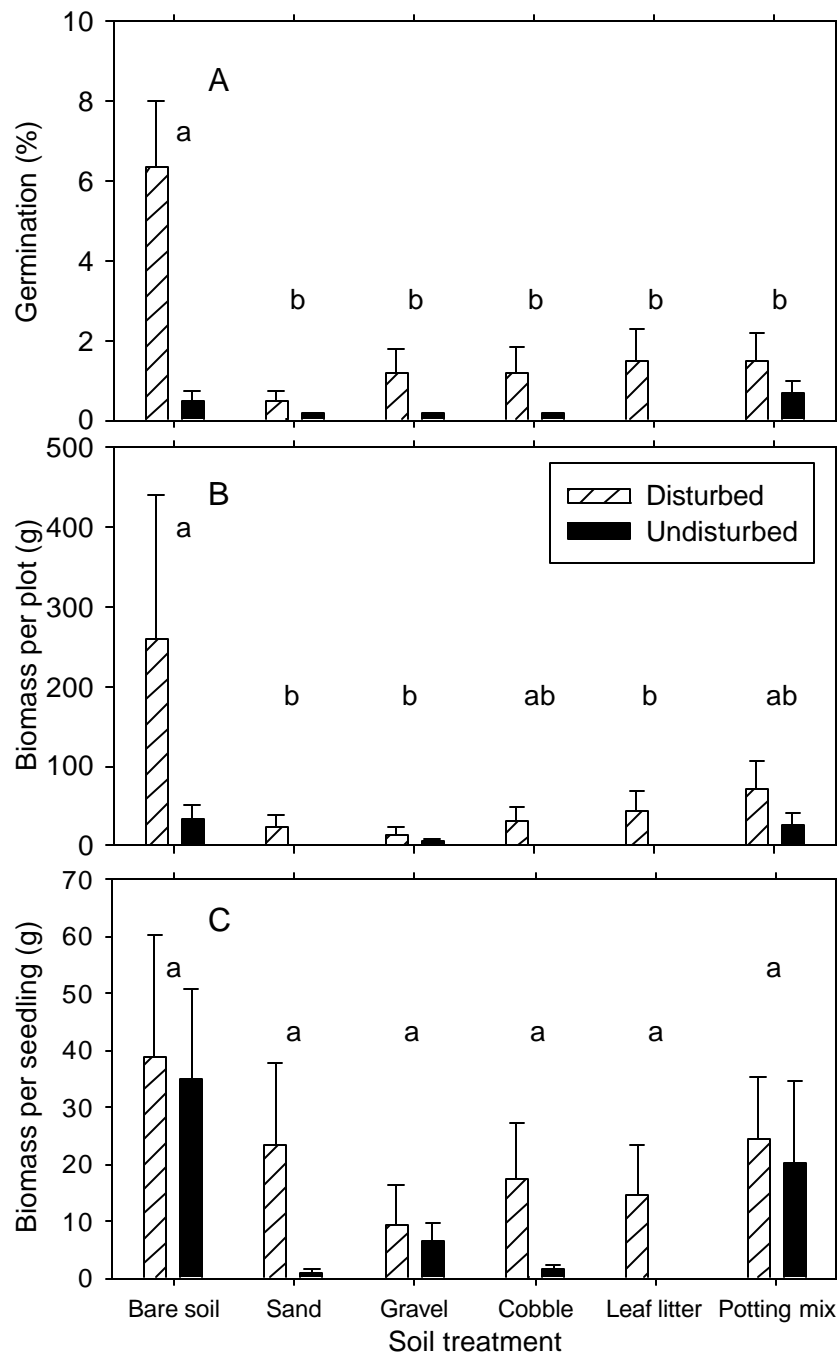 10
A
8
a
6
Germination (%)
4
b b b b b
2
0
500
B
Disturbed
400
a
Undisturbed
300
Biomass per plot (g)
200
b b ab b ab
100
0
70
C
60
a a
50
a a a a
40
Biomass per seedling (g)
30
20
10
0
Bare soil Sand Gravel Cobble Leaf litter Potting mix
Soil treatment